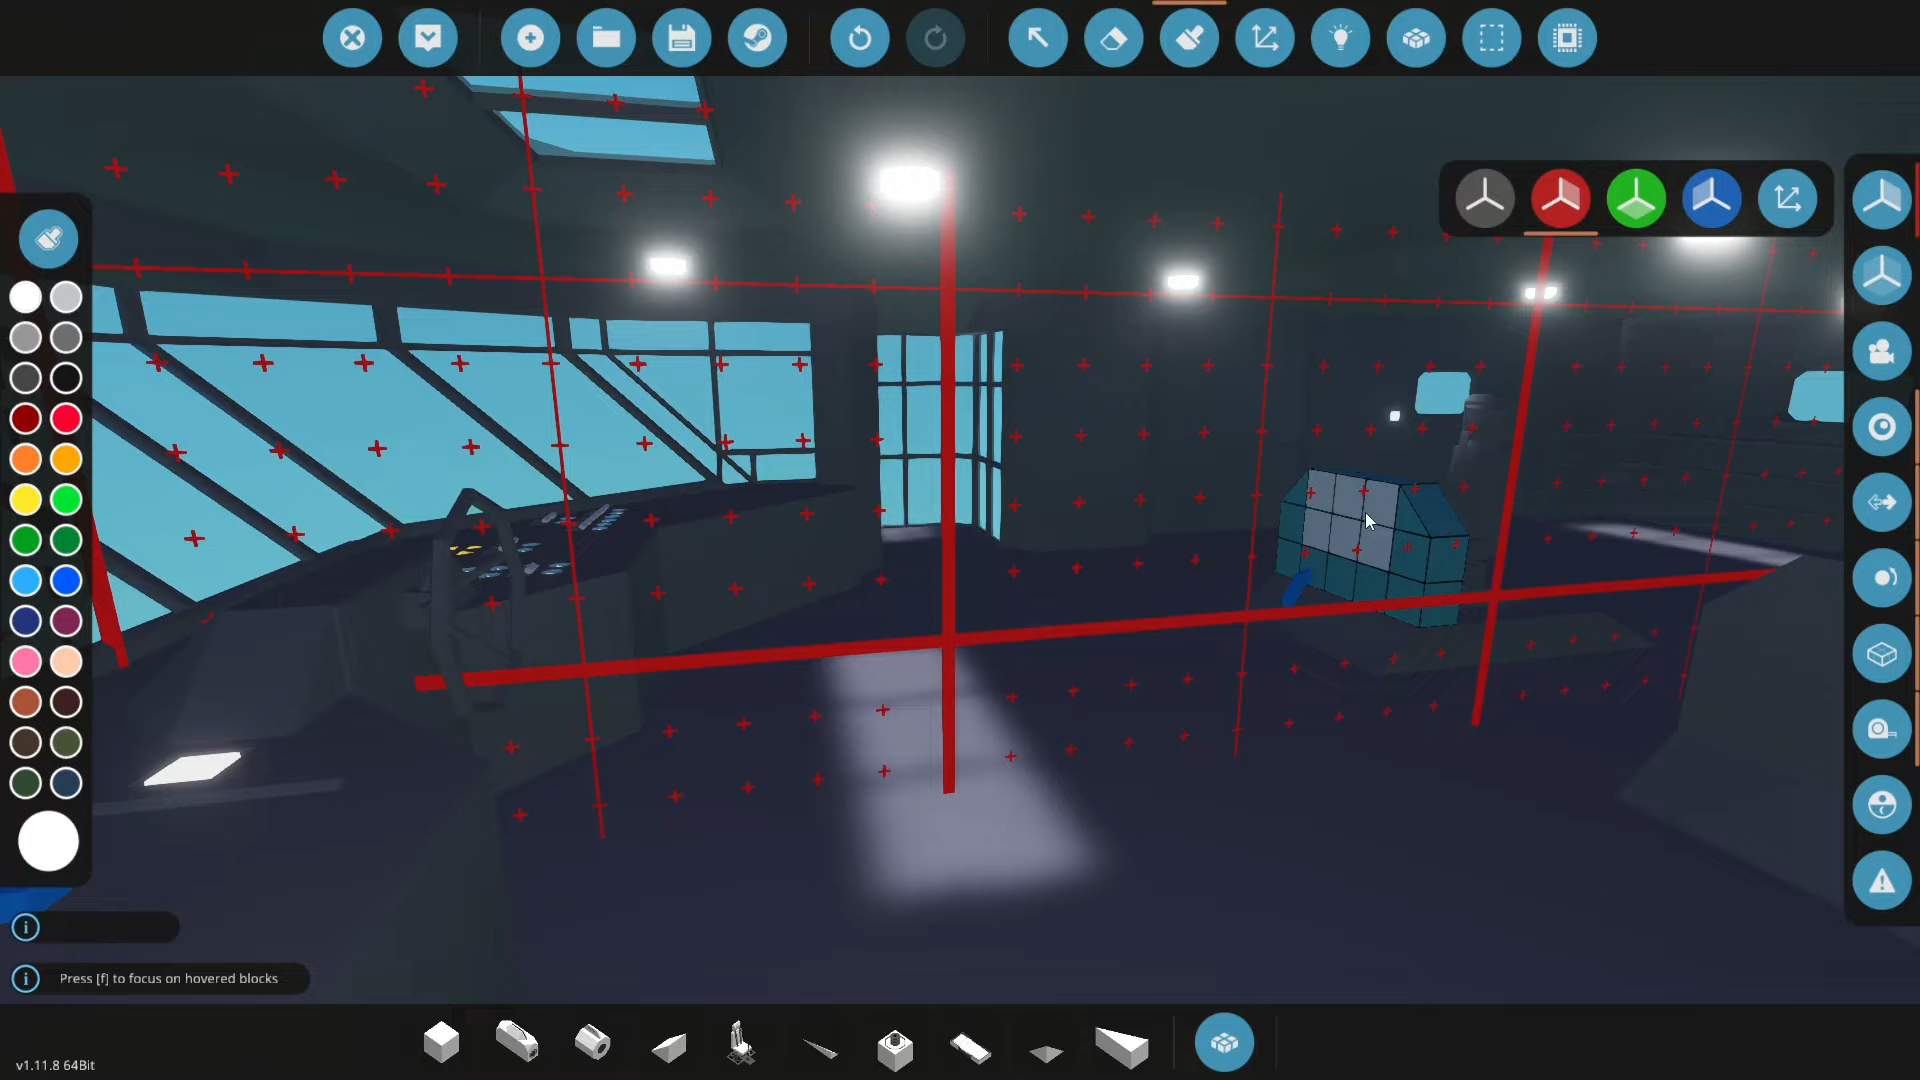 Press [f] to focus on hovered blocks
v1.11.8 64Bit